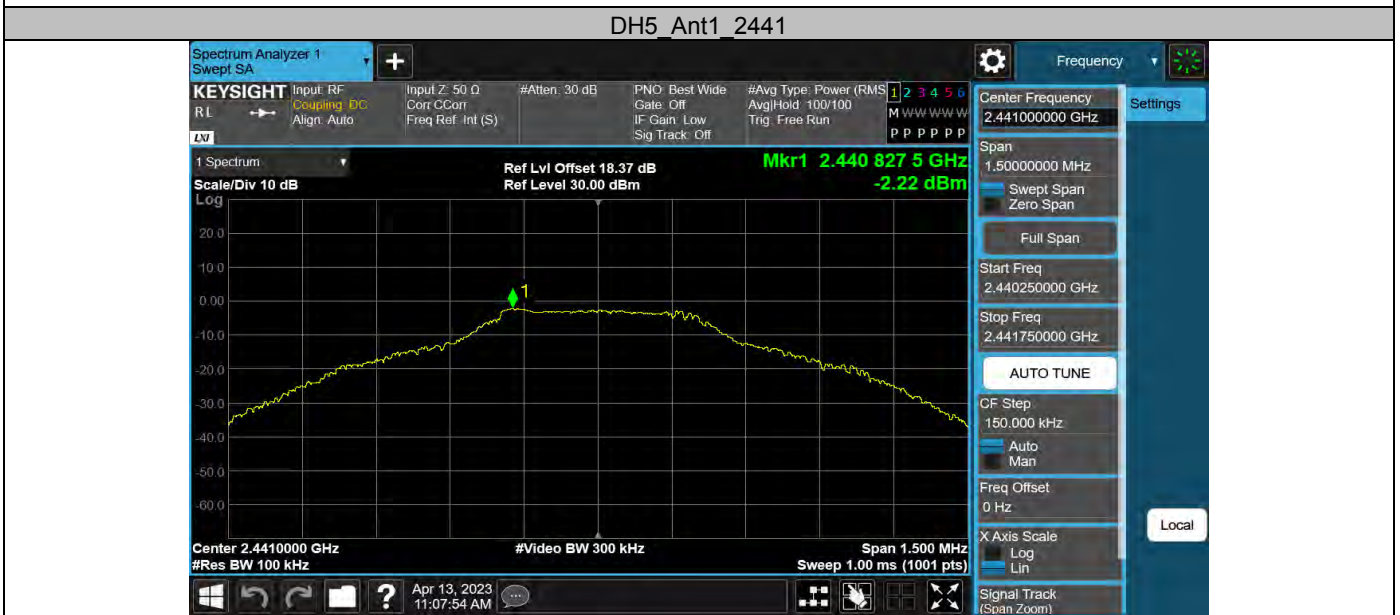 DH5_Ant1_2441
Spectrum Analyzer 1
Swept SA
Frequency
KEYSIGHT
RL
LXI
Input: RF
Coupling: DC
Align: Auto
Input Z: 50 Ω
Corr CCorr
Freq Ref: Int (S)
#Atten: 30 dB
PNO: Best Wide
Gate: Off
IF Gain: Low
Sig Track: Off
#Avg Type: Power (RMS
Avg|Hold: 100/100
Trig: Free Run
1 2 3 4 5 6
M W W W W W
P P P P P P
1 Spectrum
Scale/Div 10 dB
Ref Lvl Offset 18.37 dB
Ref Level 30.00 dBm
Mkr1 2.440 827 5 GHz
-2.22 dBm
Log
20.0
10.0
0.00
-10.0
-20.0
-30.0
-40.0
-50.0
-60.0
1
Center 2.4410000 GHz
#Res BW 100 kHz
#Video BW 300 kHz
Span 1.500 MHz
Sweep 1.00 ms (1001 pts)
Center Frequency
2.441000000 GHz
Settings
Span
1.50000000 MHz
Swept Span
Zero Span
Full Span
Start Freq
2.440250000 GHz
Stop Freq
2.441750000 GHz
AUTO TUNE
CF Step
150.000 kHz
Auto
Man
Freq Offset
0 Hz
X Axis Scale
Log
Lin
Local
Signal Track
(Span Zoom)
?
Apr 13, 2023
11:07:54 AM